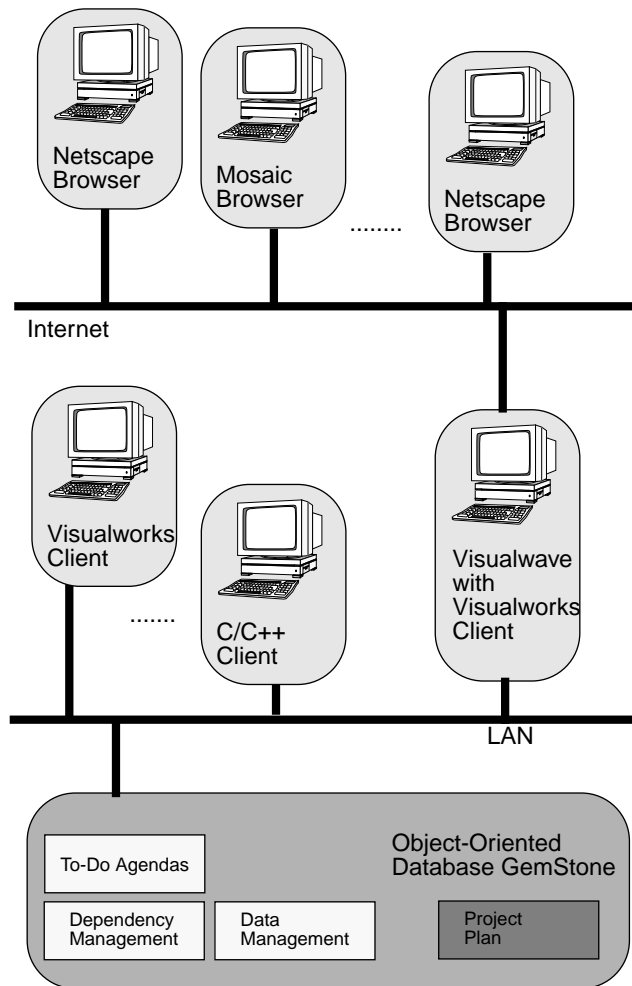 Netscape
Browser
Mosaic
Browser
........
Netscape
Browser
Internet
Visualworks
Client
.......
C/C++
Client
Visualwave
with
Visualworks
Client
LAN
To-Do Agendas
Object-Oriented
Database GemStone
Dependency
Management
Data
Management
Project
Plan